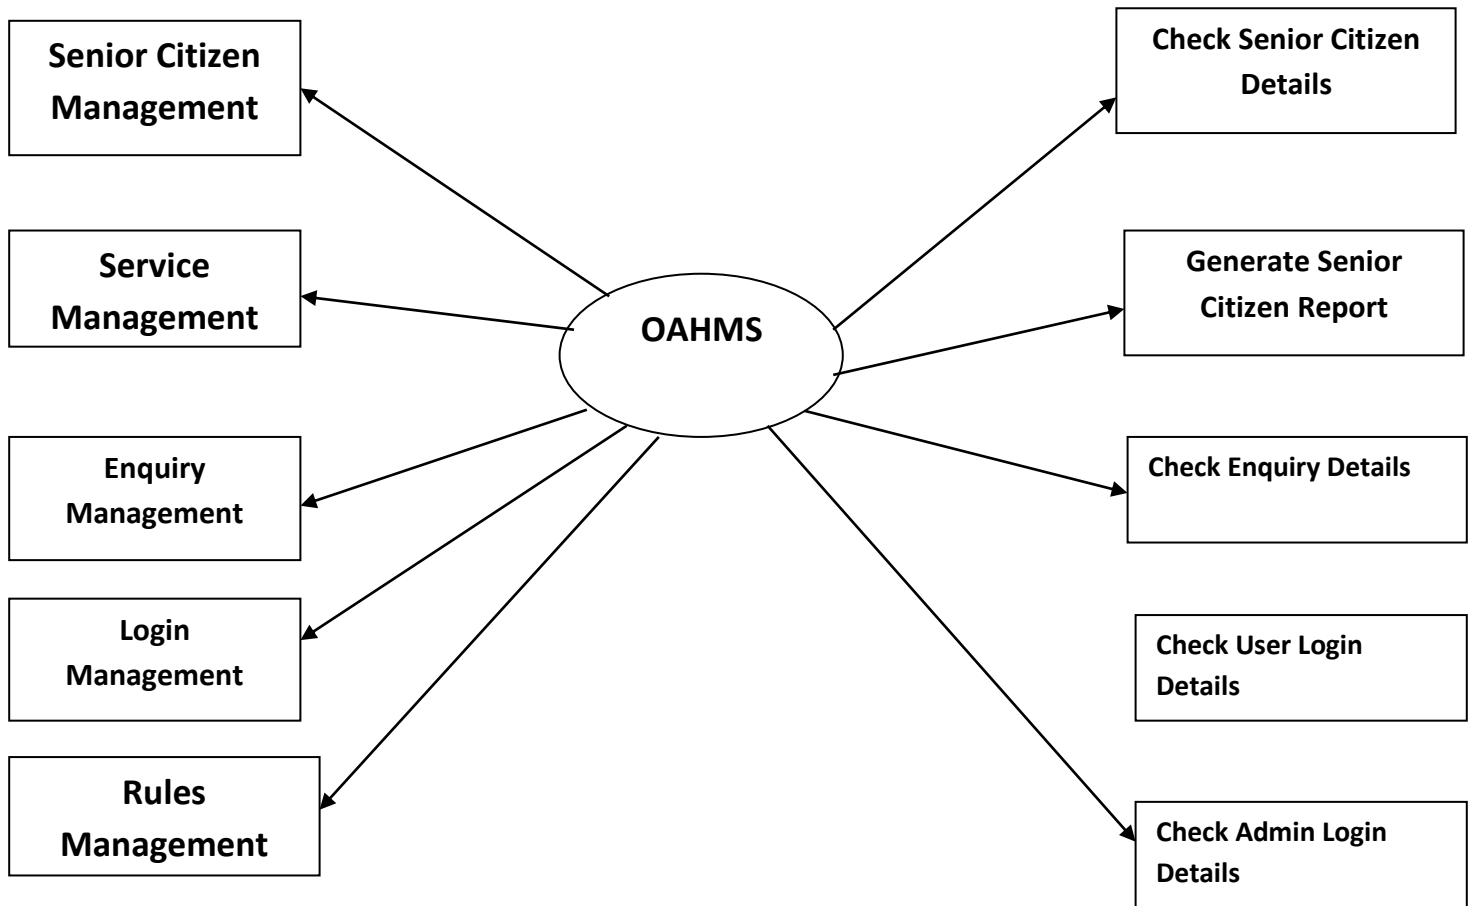 Senior Citizen
Management
Service
Management
Enquiry
Management
Login
Management
Rules
Management
OAHMS
Check Senior Citizen
Details
Generate Senior
Citizen Report
Check Enquiry Details
Check User Login
Details
Check Admin Login
Details